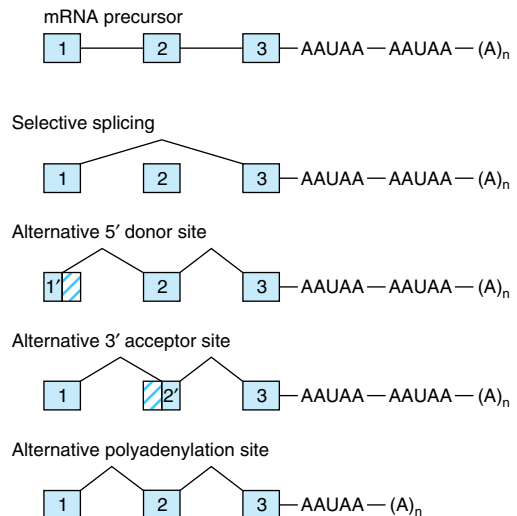 mRNA precursor
1 2 3 AAUAA — AAUAA — (A)n
Selective splicing
1 2 3 AAUAA — AAUAA — (A)n
Alternative 5′ donor site
1′ 2 3 AAUAA — AAUAA — (A)n
Alternative 3′ acceptor site
1 2′ 3 AAUAA — AAUAA — (A)n
Alternative polyadenylation site
1 2 3 AAUAA — (A)n